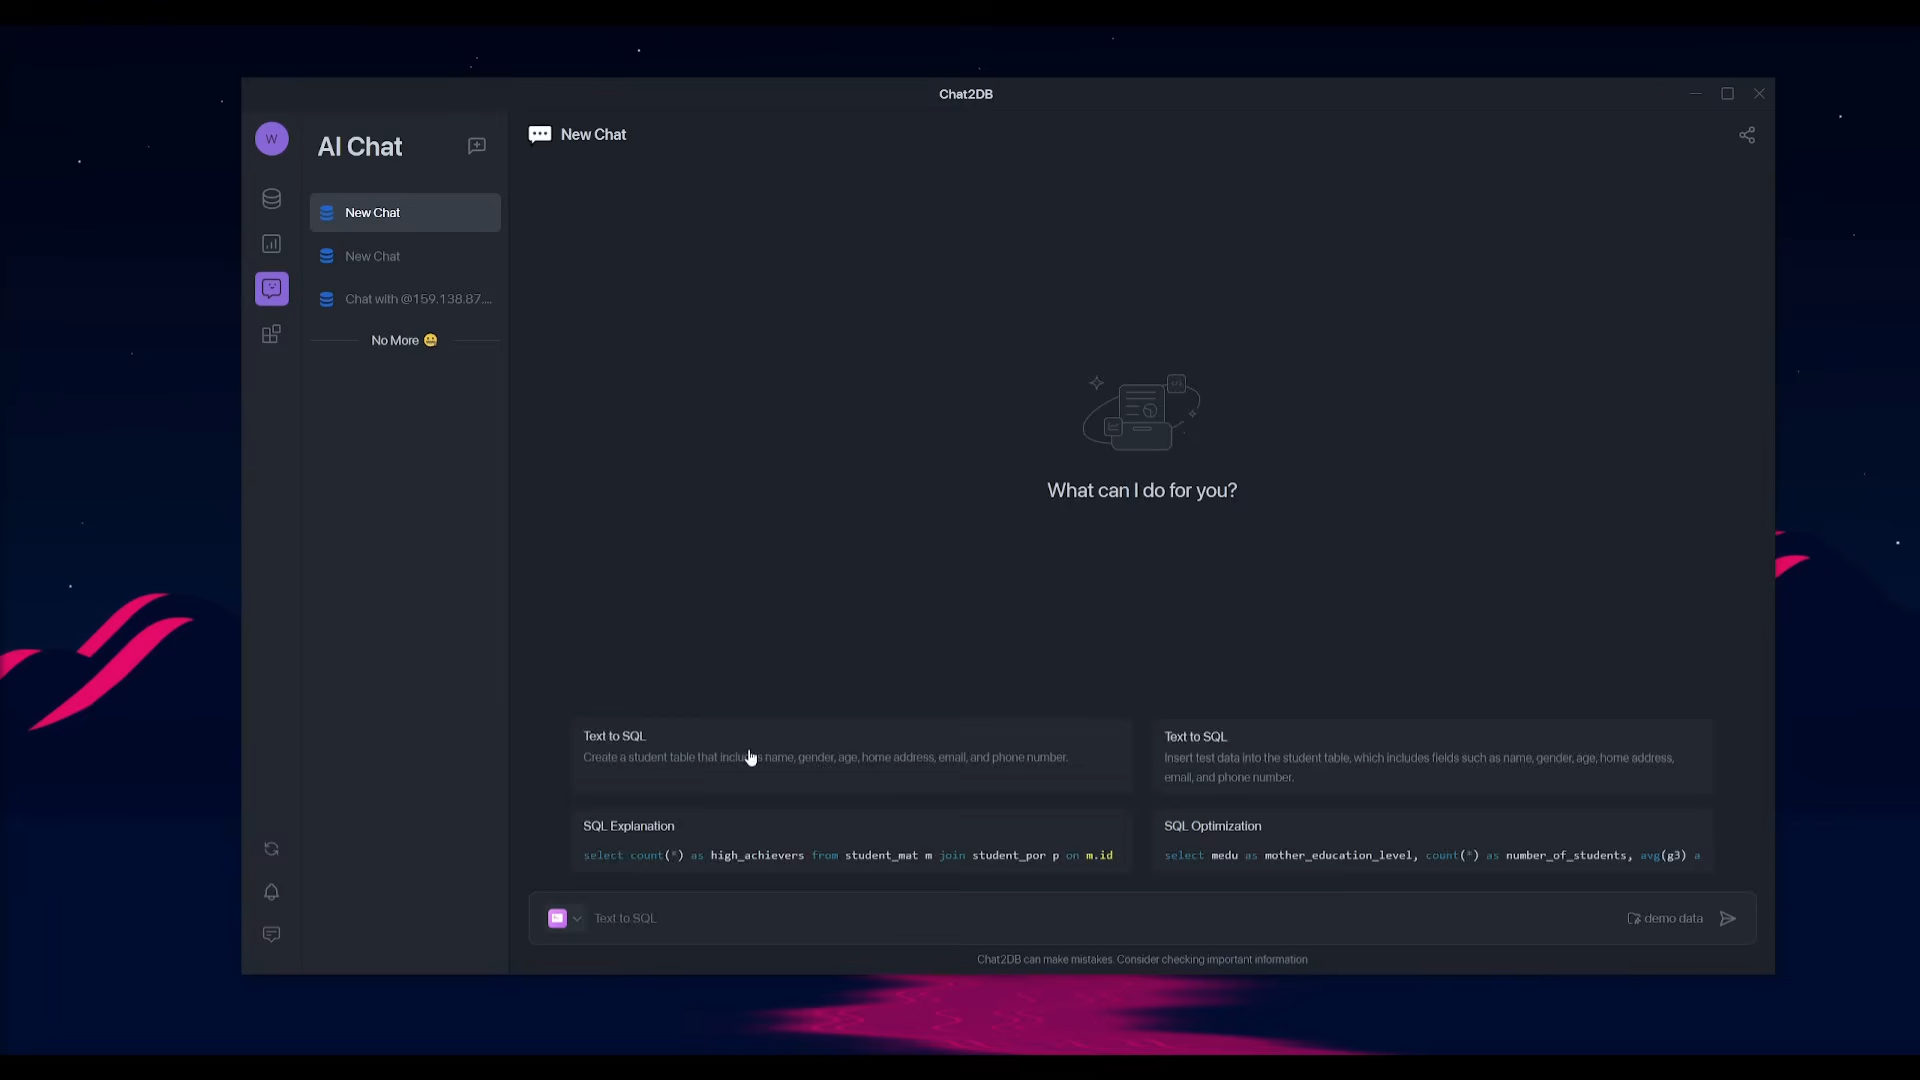 Chat2DB
W
AI Chat
New Chat
New Chat
New Chat
Chat with @159.138.87....
No More
What can I do for you?
Text to SQL
Create a student table that includes name, gender, age, home address, email, and phone number.
Text to SQL
Insert test data into the student table, which includes fields such as name, gender, age, home address,
email, and phone number.
SQL Explanation
select count(*) as high_achievers from student_mat m join student_por p on m.id
SQL Optimization
select medu as mother_education_level, count(*) as number_of_students, avg(g3) a
Text to SQL
demo data
Chat2DB can make mistakes. Consider checking important information